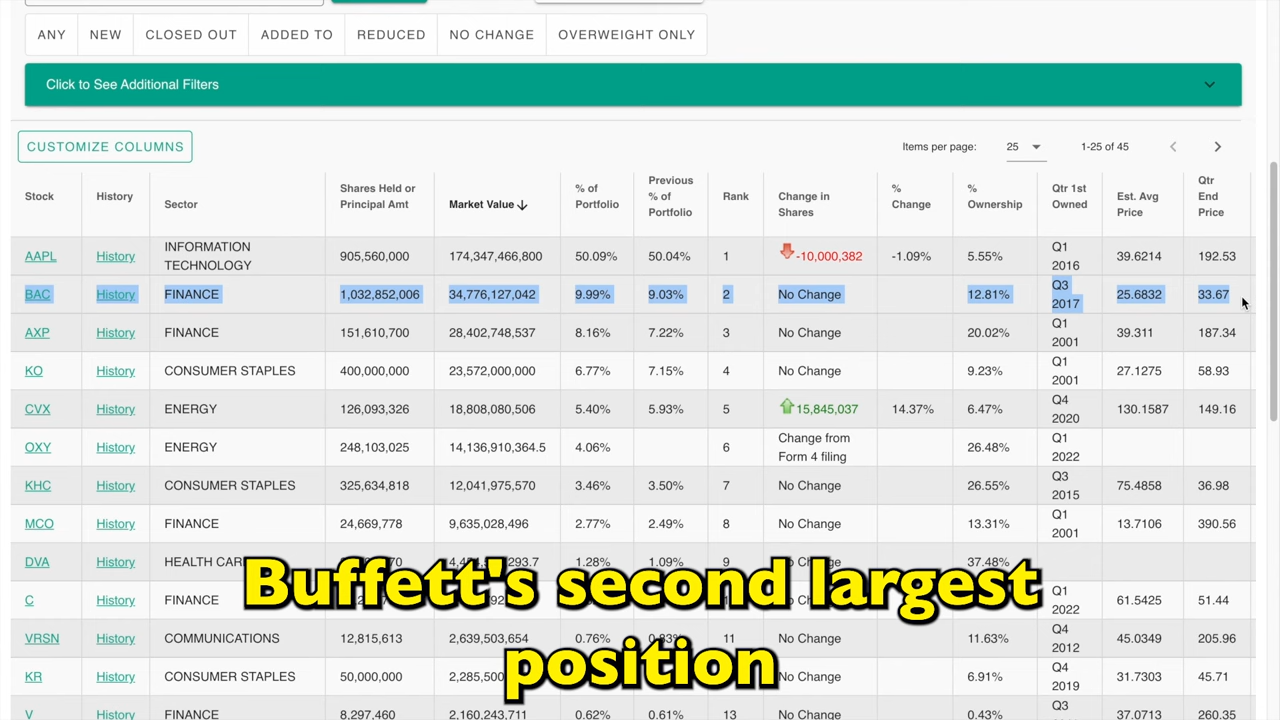 ANY NEW CLOSED OUT ADDED TO REDUCED NO CHANGE OVERWEIGHT ONLY
Click to See Additional Filters
CUSTOMIZE COLUMNS Items per page: 25 1-25 of 45
Stock History Sector Shares Held or Principal Amt Market Value % of Portfolio Previous % of Portfolio Rank Change in Shares % Change % Ownership Qtr 1st Owned Est. Avg Price Qtr End Price
AAPL History INFORMATION TECHNOLOGY 905,560,000 174,347,466,800 50.09% 50.04% 1 -10,000,382 -1.09% 5.55% Q1 2016 39.6214 192.53
BAC History FINANCE 1,032,852,006 34,776,127,042 9.99% 9.03% 2 No Change 12.81% Q3 2017 25.6832 33.67
AXP History FINANCE 151,610,700 28,402,748,537 8.16% 7.22% 3 No Change 20.02% Q1 2001 39.311 187.34
KO History CONSUMER STAPLES 400,000,000 23,572,000,000 6.77% 7.15% 4 No Change 9.23% Q1 2001 27.1275 58.93
CVX History ENERGY 126,093,326 18,808,080,506 5.40% 5.93% 5 15,845,037 14.37% 6.47% Q4 2020 130.1587 149.16
OXY History ENERGY 248,103,025 14,136,910,364.5 4.06% 6 Change from Form 4 filing 26.48% Q1 2022
KHC History CONSUMER STAPLES 325,634,818 12,041,975,570 3.46% 3.50% 7 No Change 26.55% Q3 2015 75.4858 36.98
MCO History FINANCE 24,669,778 9,635,028,496 2.77% 2.49% 8 No Change 13.31% Q1 2001 13.7106 390.56
DVA History HEALTH 1.28% 1.09% 9 37.48%
C History FINANCE Q1 2022 61.5425 51.44
VRSN History COMMUNICATIONS 12,815,613 2,639,503,654 0.76% 11 No Change 11.63% Q4 2012 45.0349 205.96
KR History CONSUMER STAPLES 50,000,000 No Change 6.91% Q4 2019 31.7303 45.71
V History FINANCE 8,297,460 2,160,243,711 0.62% 0.61% 13 No Change 0.43% Q3 37.0713 260.35
Buffett's second largest
position